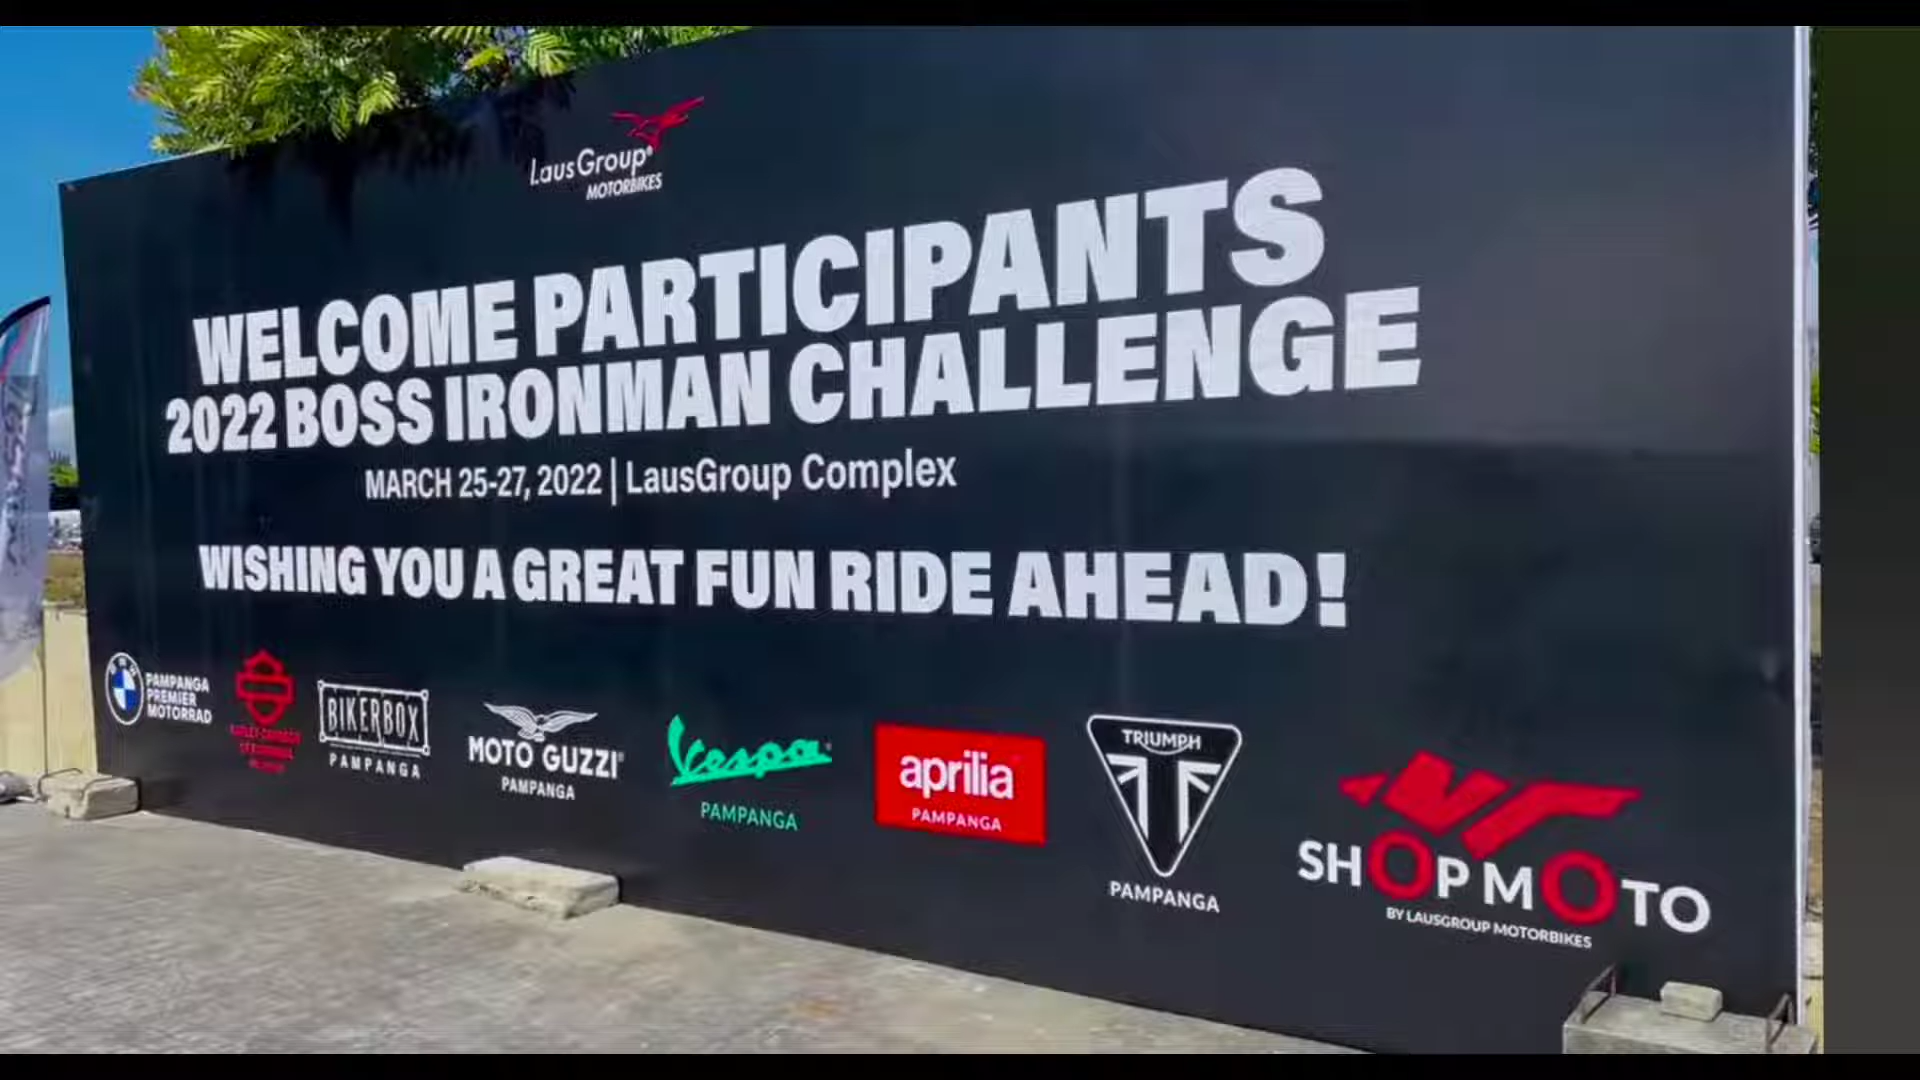 LausGroup®
MOTORBIKES
WELCOME PARTICIPANTS
2022 BOSS IRONMAN CHALLENGE
MARCH 25-27, 2022 | LausGroup Complex
WISHING YOU A GREAT FUN RIDE AHEAD!
BMW
PAMPANGA
PREMIER
MOTORRAD
BIKERBOX
PAMPANGA
MOTO GUZZI®
PAMPANGA
Vespa
PAMPANGA
aprilia
PAMPANGA
TRIUMPH
PAMPANGA
SHOPMOTO
BY LAUSGROUP MOTORBIKES